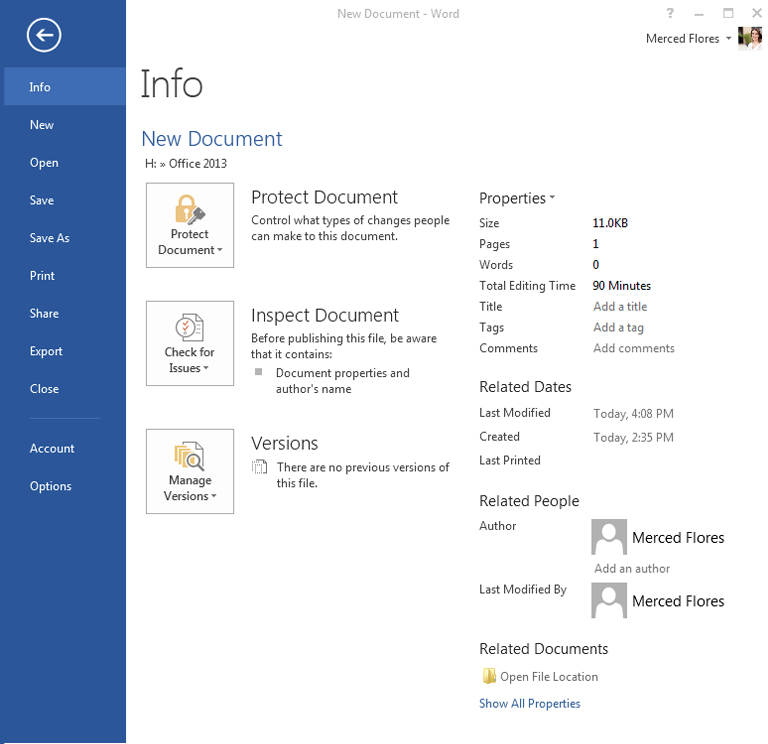 New Document - Word
?
Merced Flores
Info
New
Open
Save
Save As
Print
Share
Export
Close
Account
Options
Info
New Document
H: » Office 2013
Protect
Document
Protect Document
Control what types of changes people
can make to this document.
Check for
Issues
Inspect Document
Before publishing this file, be aware
that it contains:
Document properties and
author's name
Manage
Versions
Versions
There are no previous versions of
this file.
Properties
Size 11.0KB
Pages 1
Words 0
Total Editing Time 90 Minutes
Title Add a title
Tags Add a tag
Comments Add comments
Related Dates
Last Modified Today, 4:08 PM
Created Today, 2:35 PM
Last Printed
Related People
Author Merced Flores
Add an author
Last Modified By Merced Flores
Related Documents
Open File Location
Show All Properties